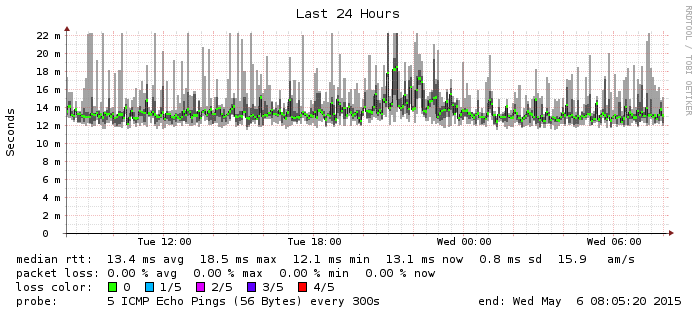 Last 24 Hours
RRDTOOL / TOBI OETIKER
Seconds
22 m
20 m
18 m
16 m
14 m
12 m
10 m
8 m
6 m
4 m
2 m
0
Tue 12:00 Tue 18:00 Wed 00:00 Wed 06:00
median rtt: 13.4 ms avg 18.5 ms max 12.1 ms min 13.1 ms now 0.8 ms sd 15.9 am/s
packet loss: 0.00 % avg 0.00 % max 0.00 % min 0.00 % now
loss color: 0 1/5 2/5 3/5 4/5
probe: 5 ICMP Echo Pings (56 Bytes) every 300s end: Wed May 6 08:05:20 2015